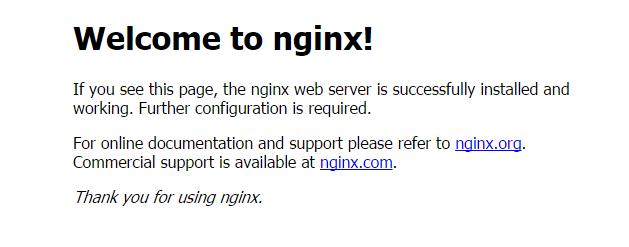 Welcome to nginx!
If you see this page, the nginx web server is successfully installed and
working. Further configuration is required.
For online documentation and support please refer to nginx.org.
Commercial support is available at nginx.com.
Thank you for using nginx.